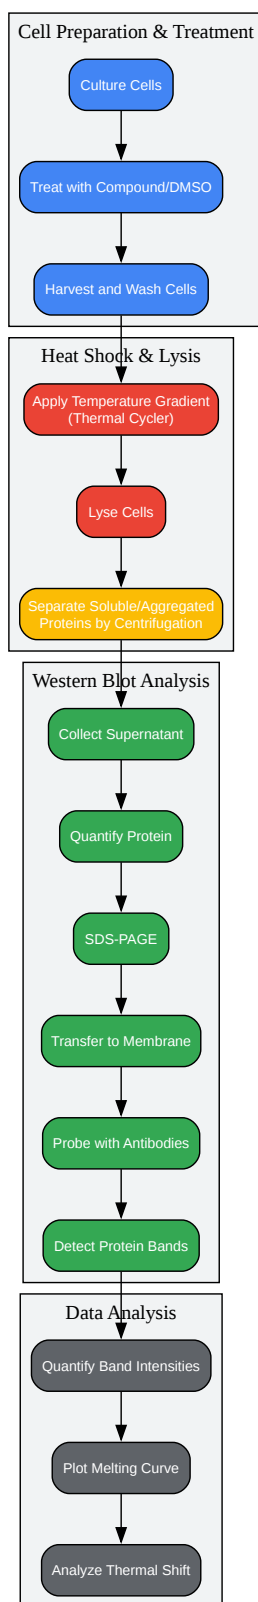 Cell Preparation & Treatment
Culture Cells
Treat with Compound/DMSO
Harvest and Wash Cells
Heat Shock & Lysis
Apply Temperature Gradient
(Thermal Cycler)
Lyse Cells
Separate Soluble/Aggregated
Proteins by Centrifugation
Western Blot Analysis
Collect Supernatant
Quantify Protein
SDS-PAGE
Transfer to Membrane
Probe with Antibodies
Detect Protein Bands
Data Analysis
Quantify Band Intensities
Plot Melting Curve
Analyze Thermal Shift